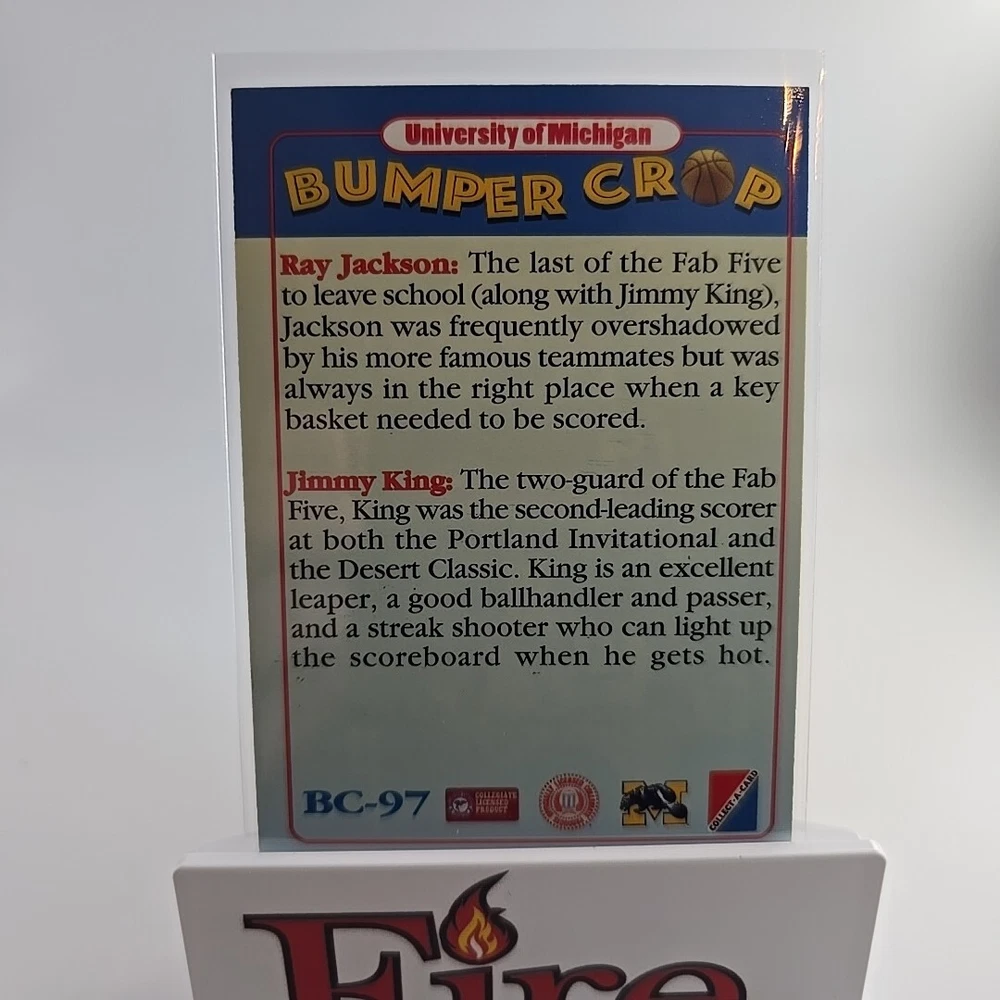 University of Michigan
BUMPER CROP
Ray Jackson: The last of the Fab Five
to leave school (along with Jimmy King),
Jackson was frequently overshadowed
by his more famous teammates but was
always in the right place when a key
basket needed to be scored.
Jimmy King: The two-guard of the Fab
Five, King was the second-leading scorer
at both the Portland Invitational and
the Desert Classic. King is an excellent
leaper, a good ballhandler and passer,
and a streak shooter who can light up
the scoreboard when he gets hot.
BC-97
COLLEGIATE
LICENSED
PRODUCT
M
COLLECT-A-CARD
Fire